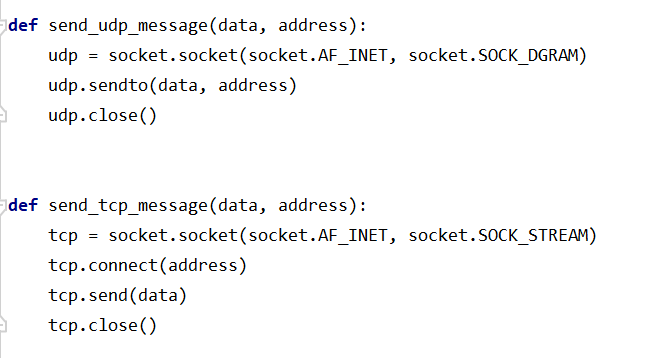 def send_udp_message(data, address):
    udp = socket.socket(socket.AF_INET, socket.SOCK_DGRAM)
    udp.sendto(data, address)
    udp.close()
def send_tcp_message(data, address):
    tcp = socket.socket(socket.AF_INET, socket.SOCK_STREAM)
    tcp.connect(address)
    tcp.send(data)
    tcp.close()